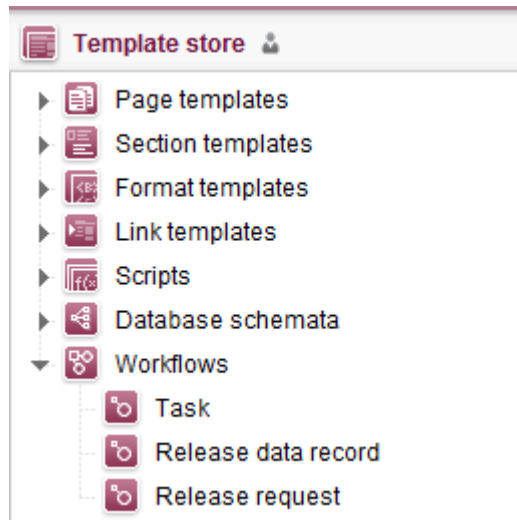 Template store
Page templates
Section templates
Format templates
Link templates
Scripts
Database schemata
Workflows
Task
Release data record
Release request